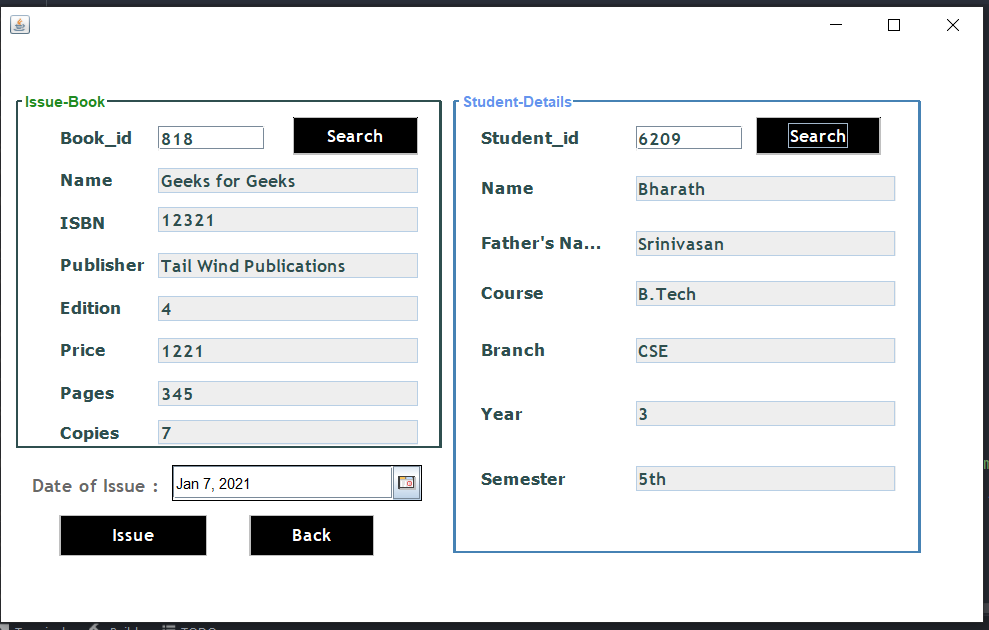 Issue-Book
Book_id 818 Search
Name Geeks for Geeks
ISBN 12321
Publisher Tail Wind Publications
Edition 4
Price 1221
Pages 345
Copies 7
Date of Issue : Jan 7, 2021
Issue Back
Student-Details
Student_id 6209 Search
Name Bharath
Father's Na... Srinivasan
Course B.Tech
Branch CSE
Year 3
Semester 5th